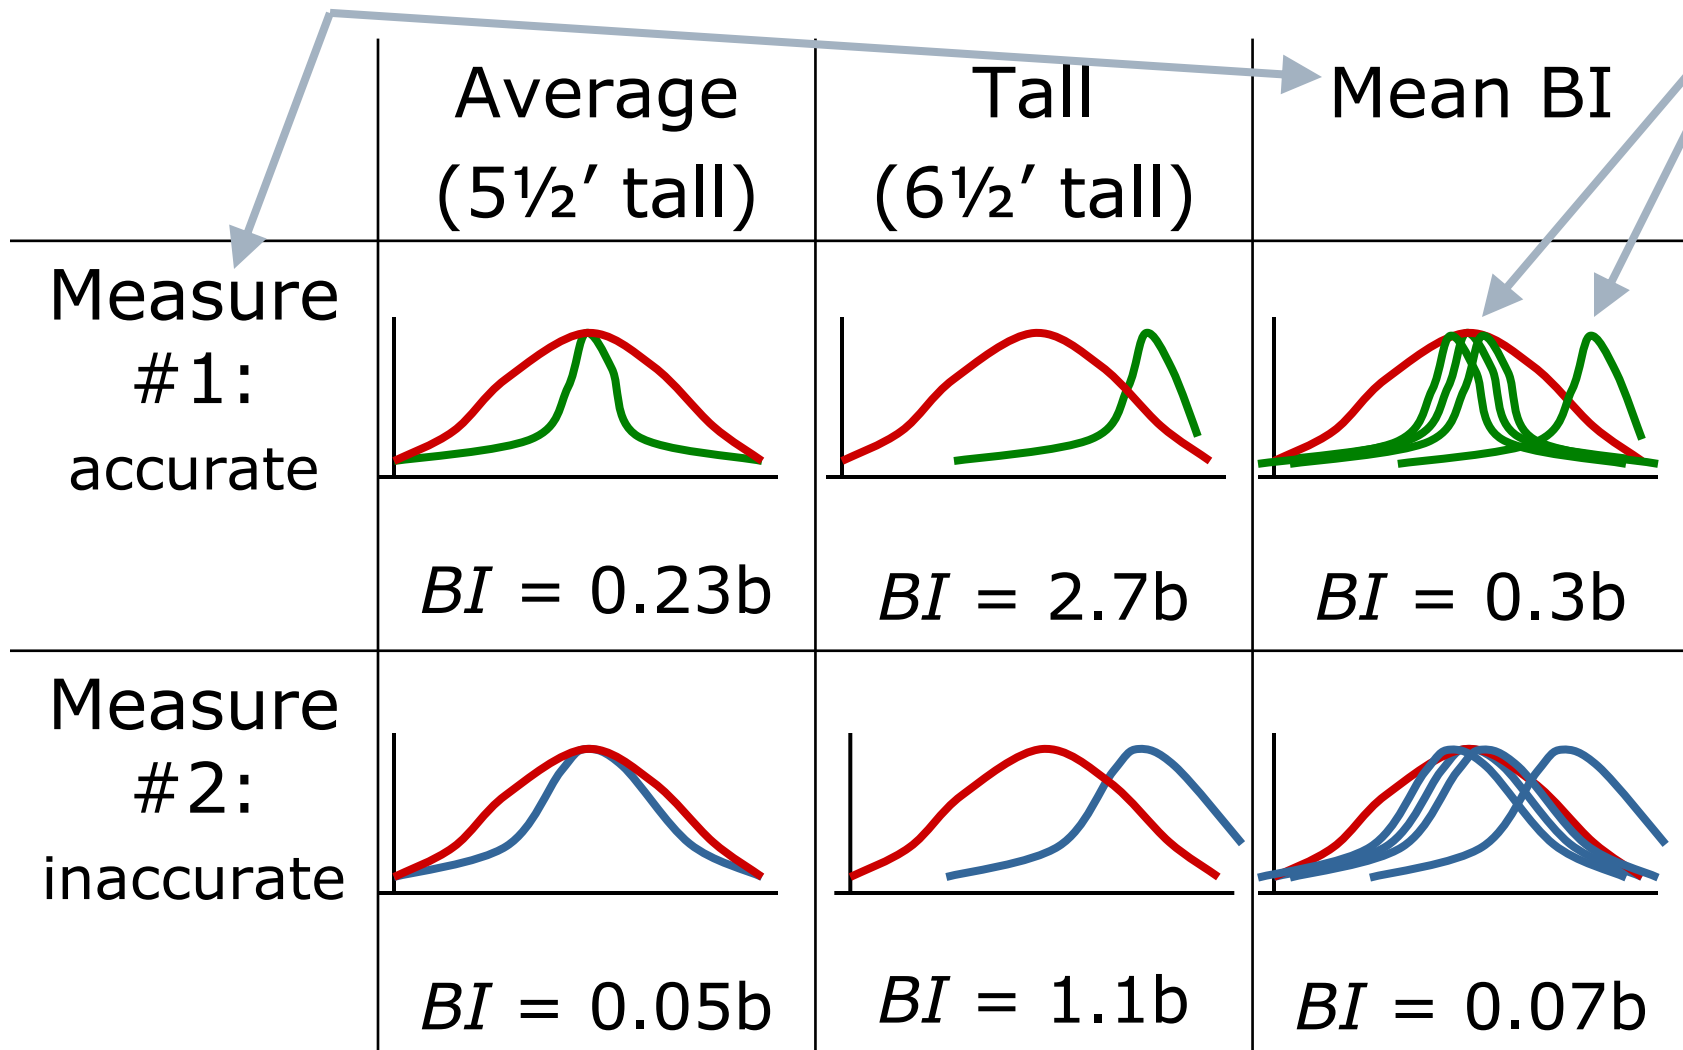 Average
(5½’ tall)
Tall
(6½’ tall)
Mean BI
Measure
#1:
accurate
BI = 0.23b
BI = 2.7b
BI = 0.3b
Measure
#2:
inaccurate
BI = 0.05b
BI = 1.1b
BI = 0.07b